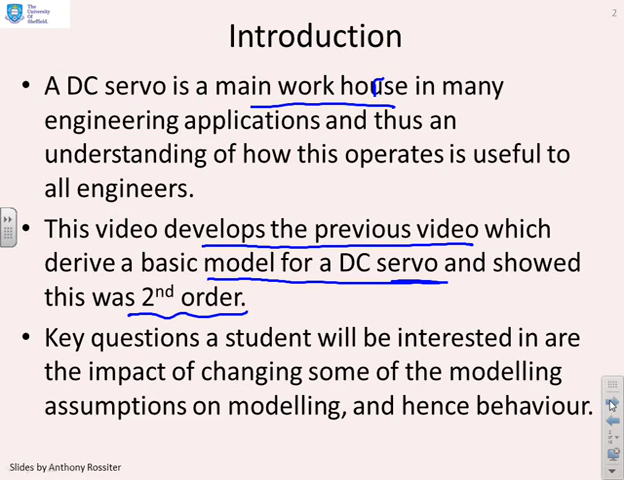 The
University
Of
Sheffield.
2
Introduction
• A DC servo is a main work house in many
engineering applications and thus an
understanding of how this operates is useful to
all engineers.
• This video develops the previous video which
derive a basic model for a DC servo and showed
this was 2nd order.
• Key questions a student will be interested in are
the impact of changing some of the modelling
assumptions on modelling, and hence behaviour.
Slides by Anthony Rossiter